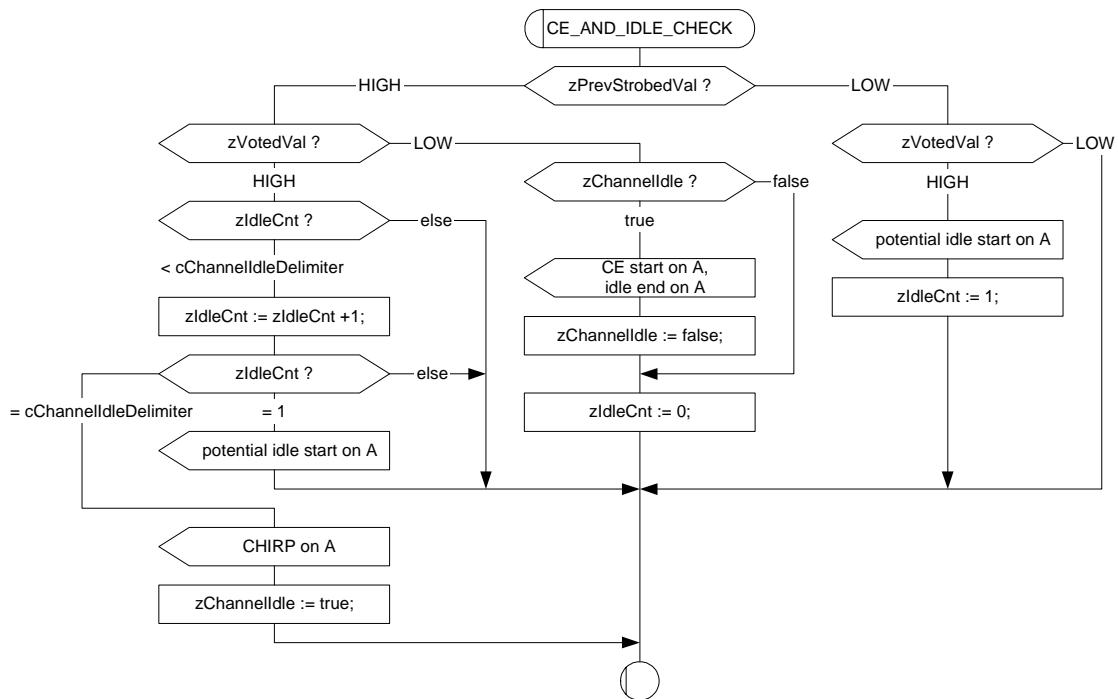 CE_AND_IDLE_CHECK
zPrevStrobedVal ?
HIGH
LOW
zVotedVal ?
LOW
HIGH
zIdleCnt ?
else
< cChannelIdleDelimiter
zIdleCnt := zIdleCnt +1;
zIdleCnt ?
else
= cChannelIdleDelimiter
= 1
potential idle start on A
CHIRP on A
zChannelIdle := true;
zChannelIdle ?
false
true
CE start on A,
idle end on A
zChannelIdle := false;
zIdleCnt := 0;
zVotedVal ?
LOW
HIGH
potential idle start on A
zIdleCnt := 1;